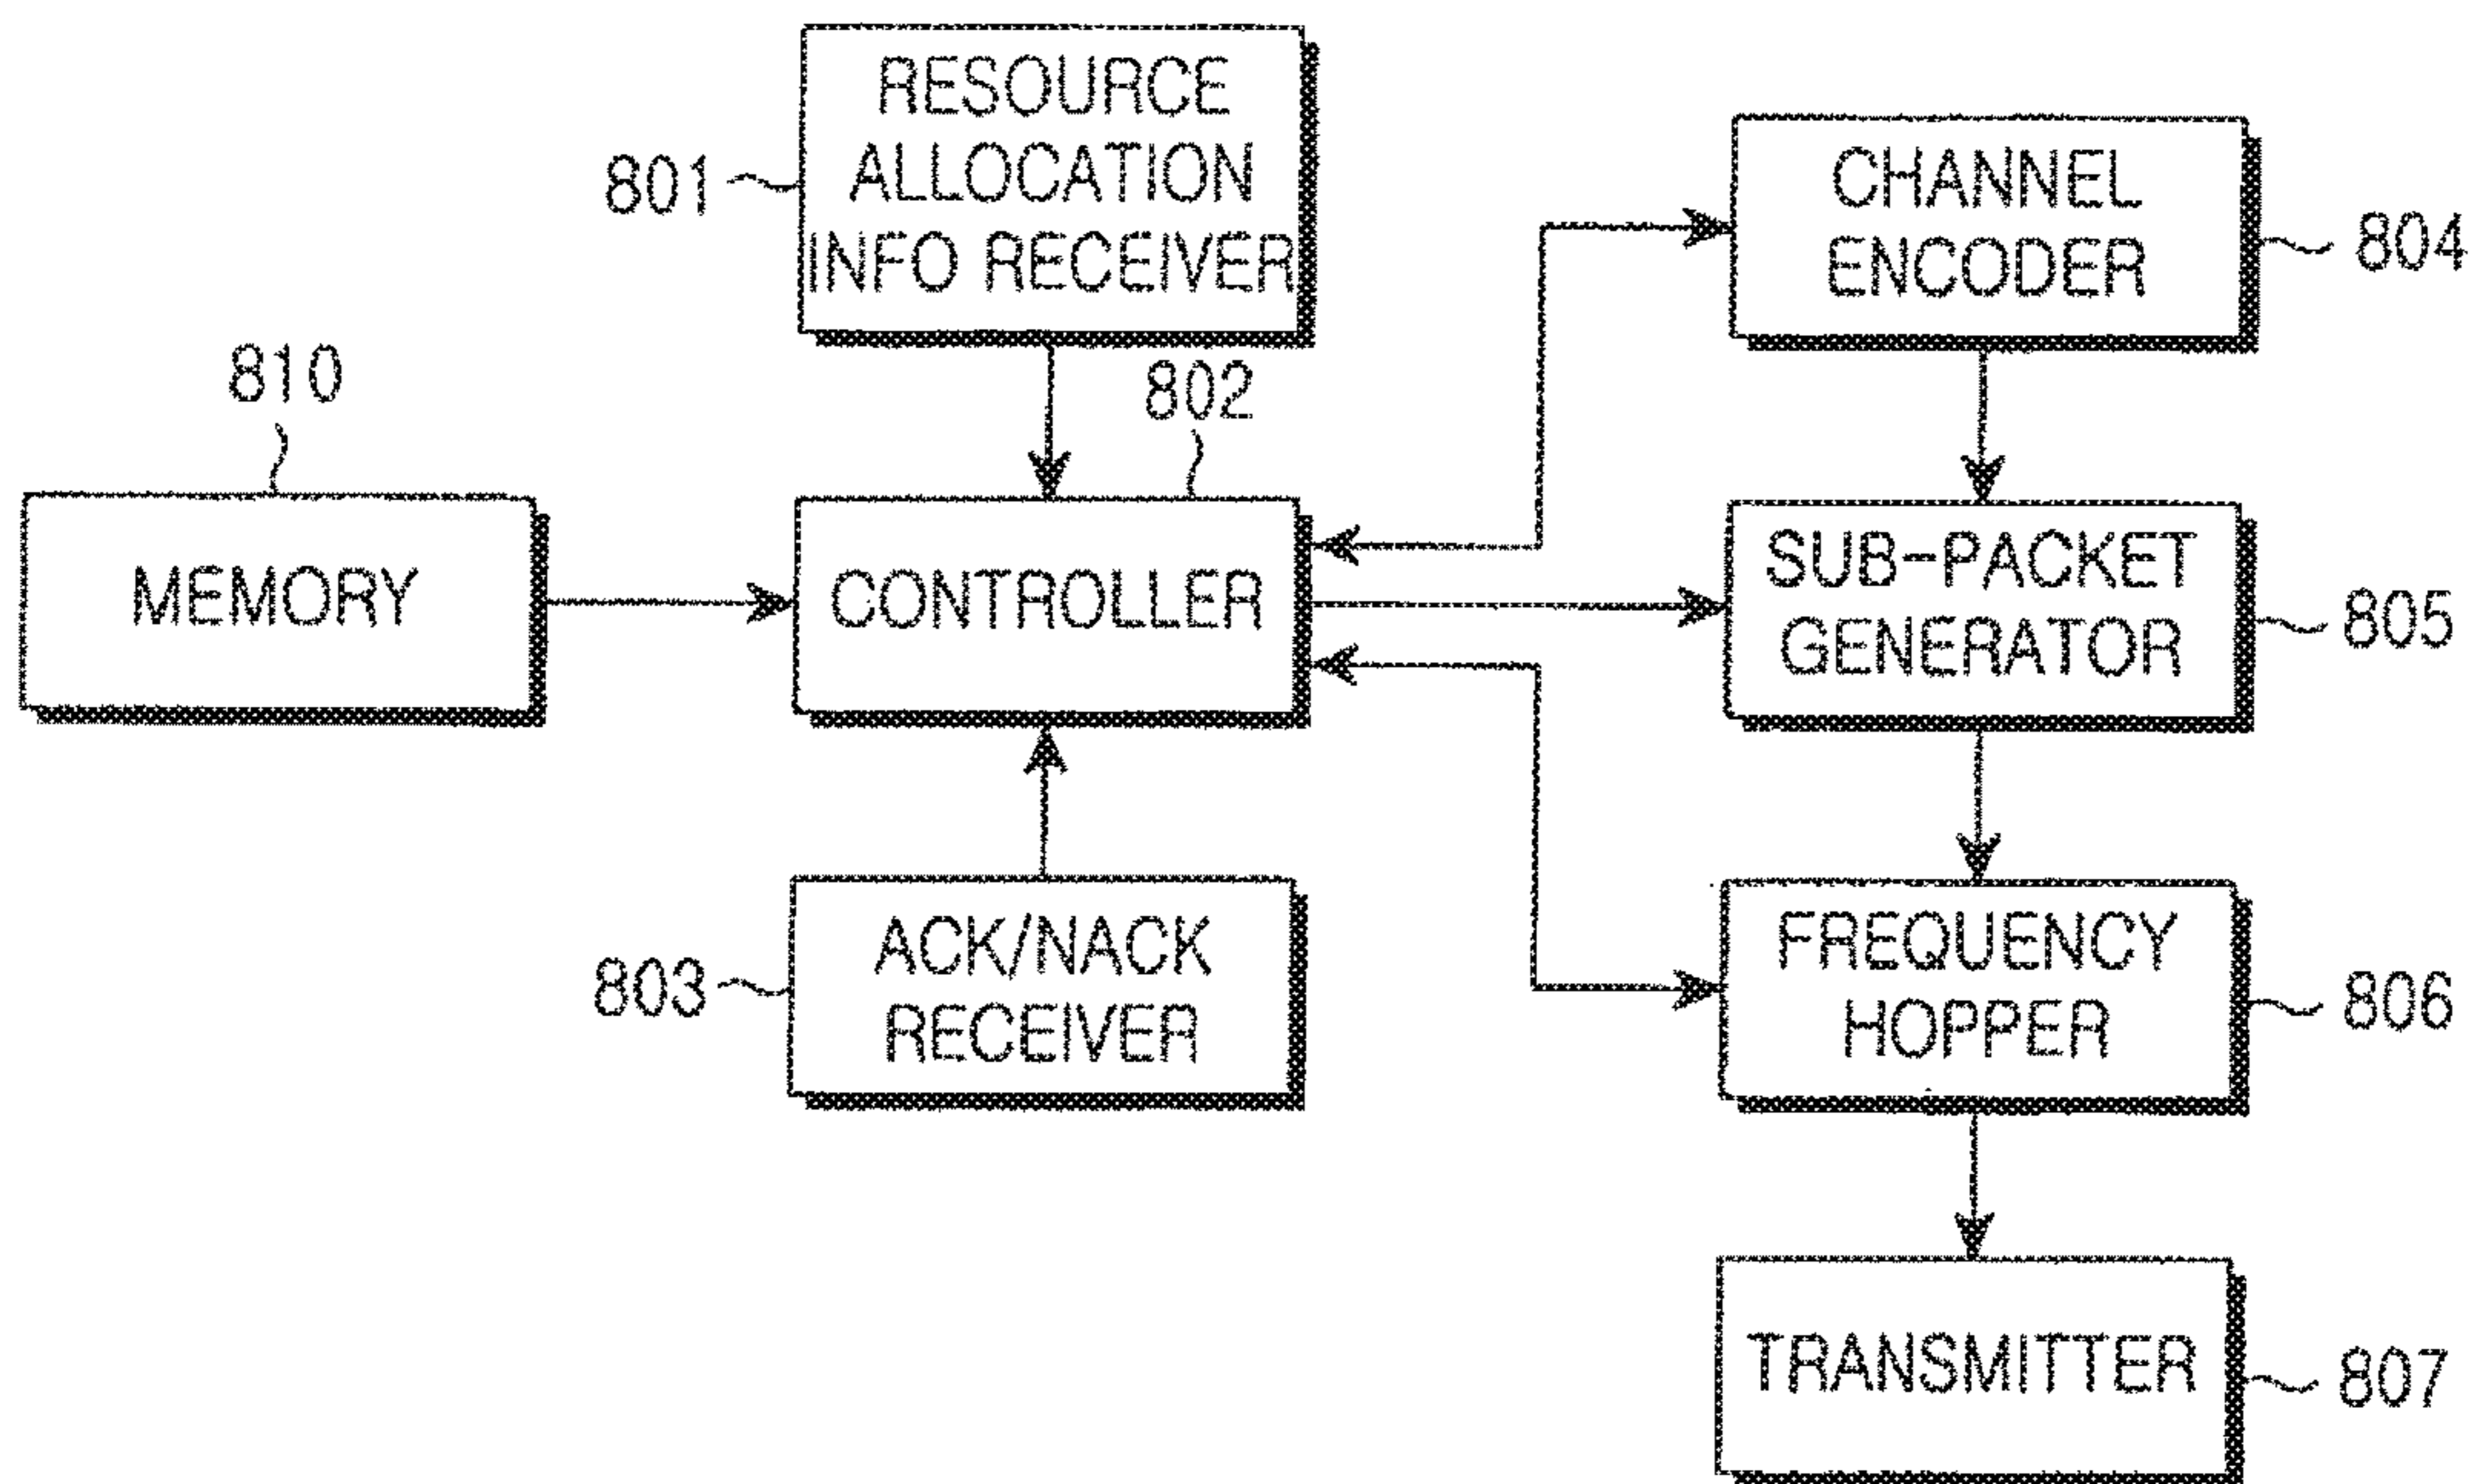 RESOURCE
ALLOCATION
INFO RECEIVER
801
CHANNEL
ENCODER
804
810
802
MEMORY
CONTROLLER
SUB-PACKET
GENERATOR
805
803
ACK/NACK
RECEIVER
FREQUENCY
HOPPER
806
TRANSMITTER
807